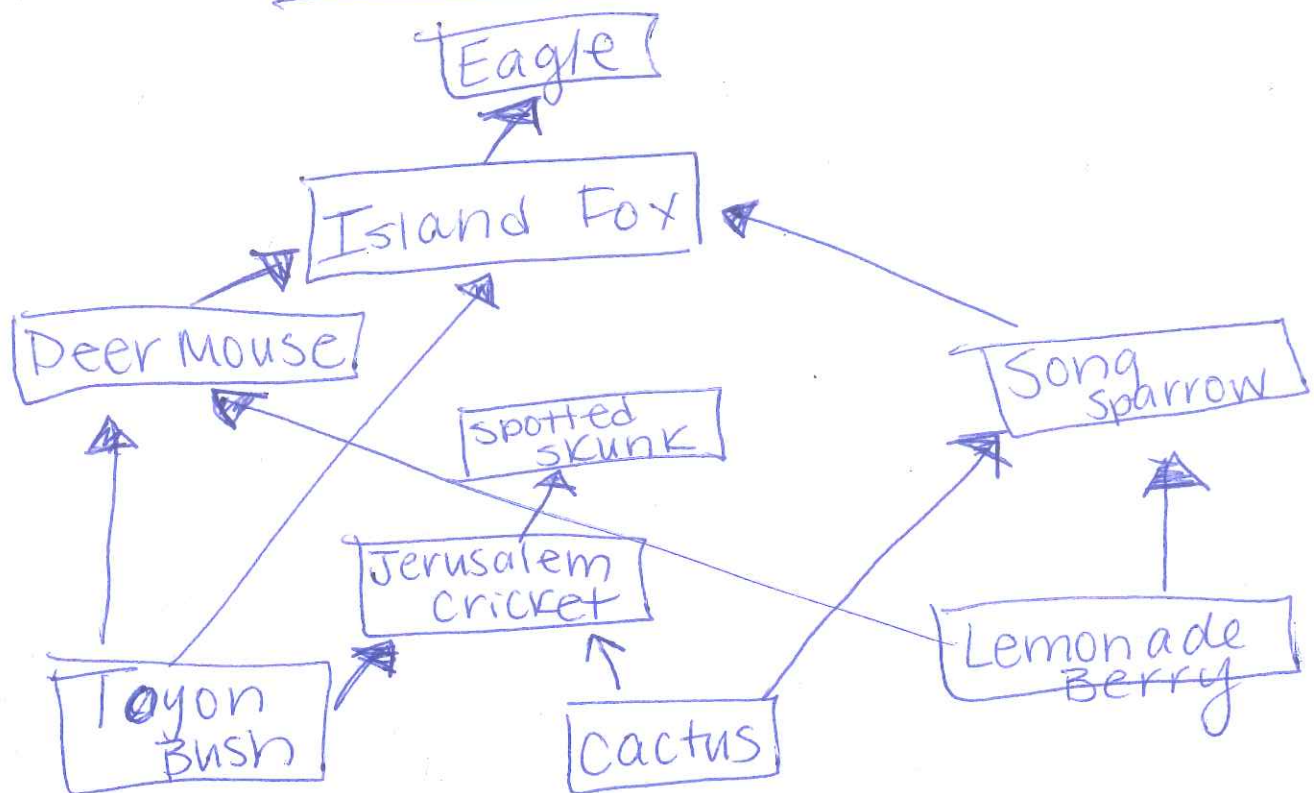 Eagle
Island Fox
Deer Mouse
Song
Sparrow
Spotted
Skunk
Jerusalem
Cricket
Lemonade
Berry
Toyon
Bush
Cactus